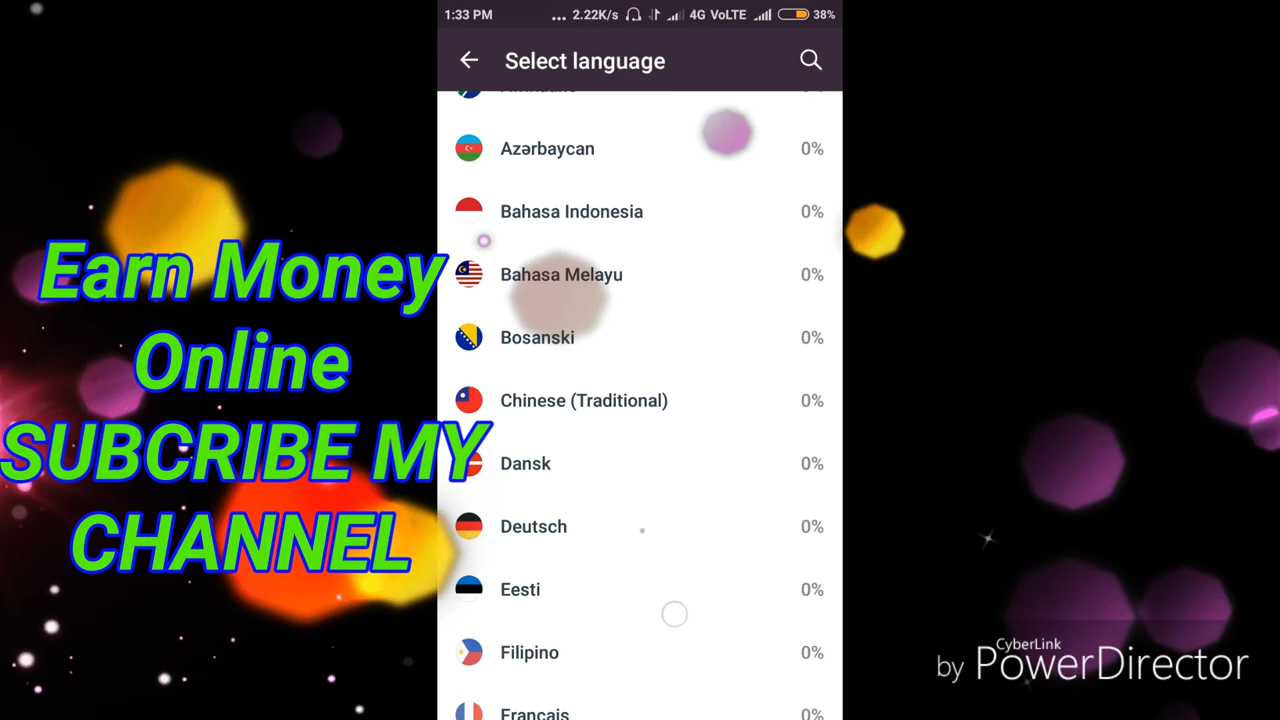 1:33 PM ... 2.22K/s 4G VoLTE 38%
Select language
Azərbaycan 0%
Bahasa Indonesia 0%
Bahasa Melayu 0%
Bosanski 0%
Chinese (Traditional) 0%
Dansk 0%
Deutsch 0%
Eesti 0%
Filipino 0%
Français 0%
Earn Money
Online
SUBCRIBE MY
CHANNEL
CyberLink
by PowerDirector